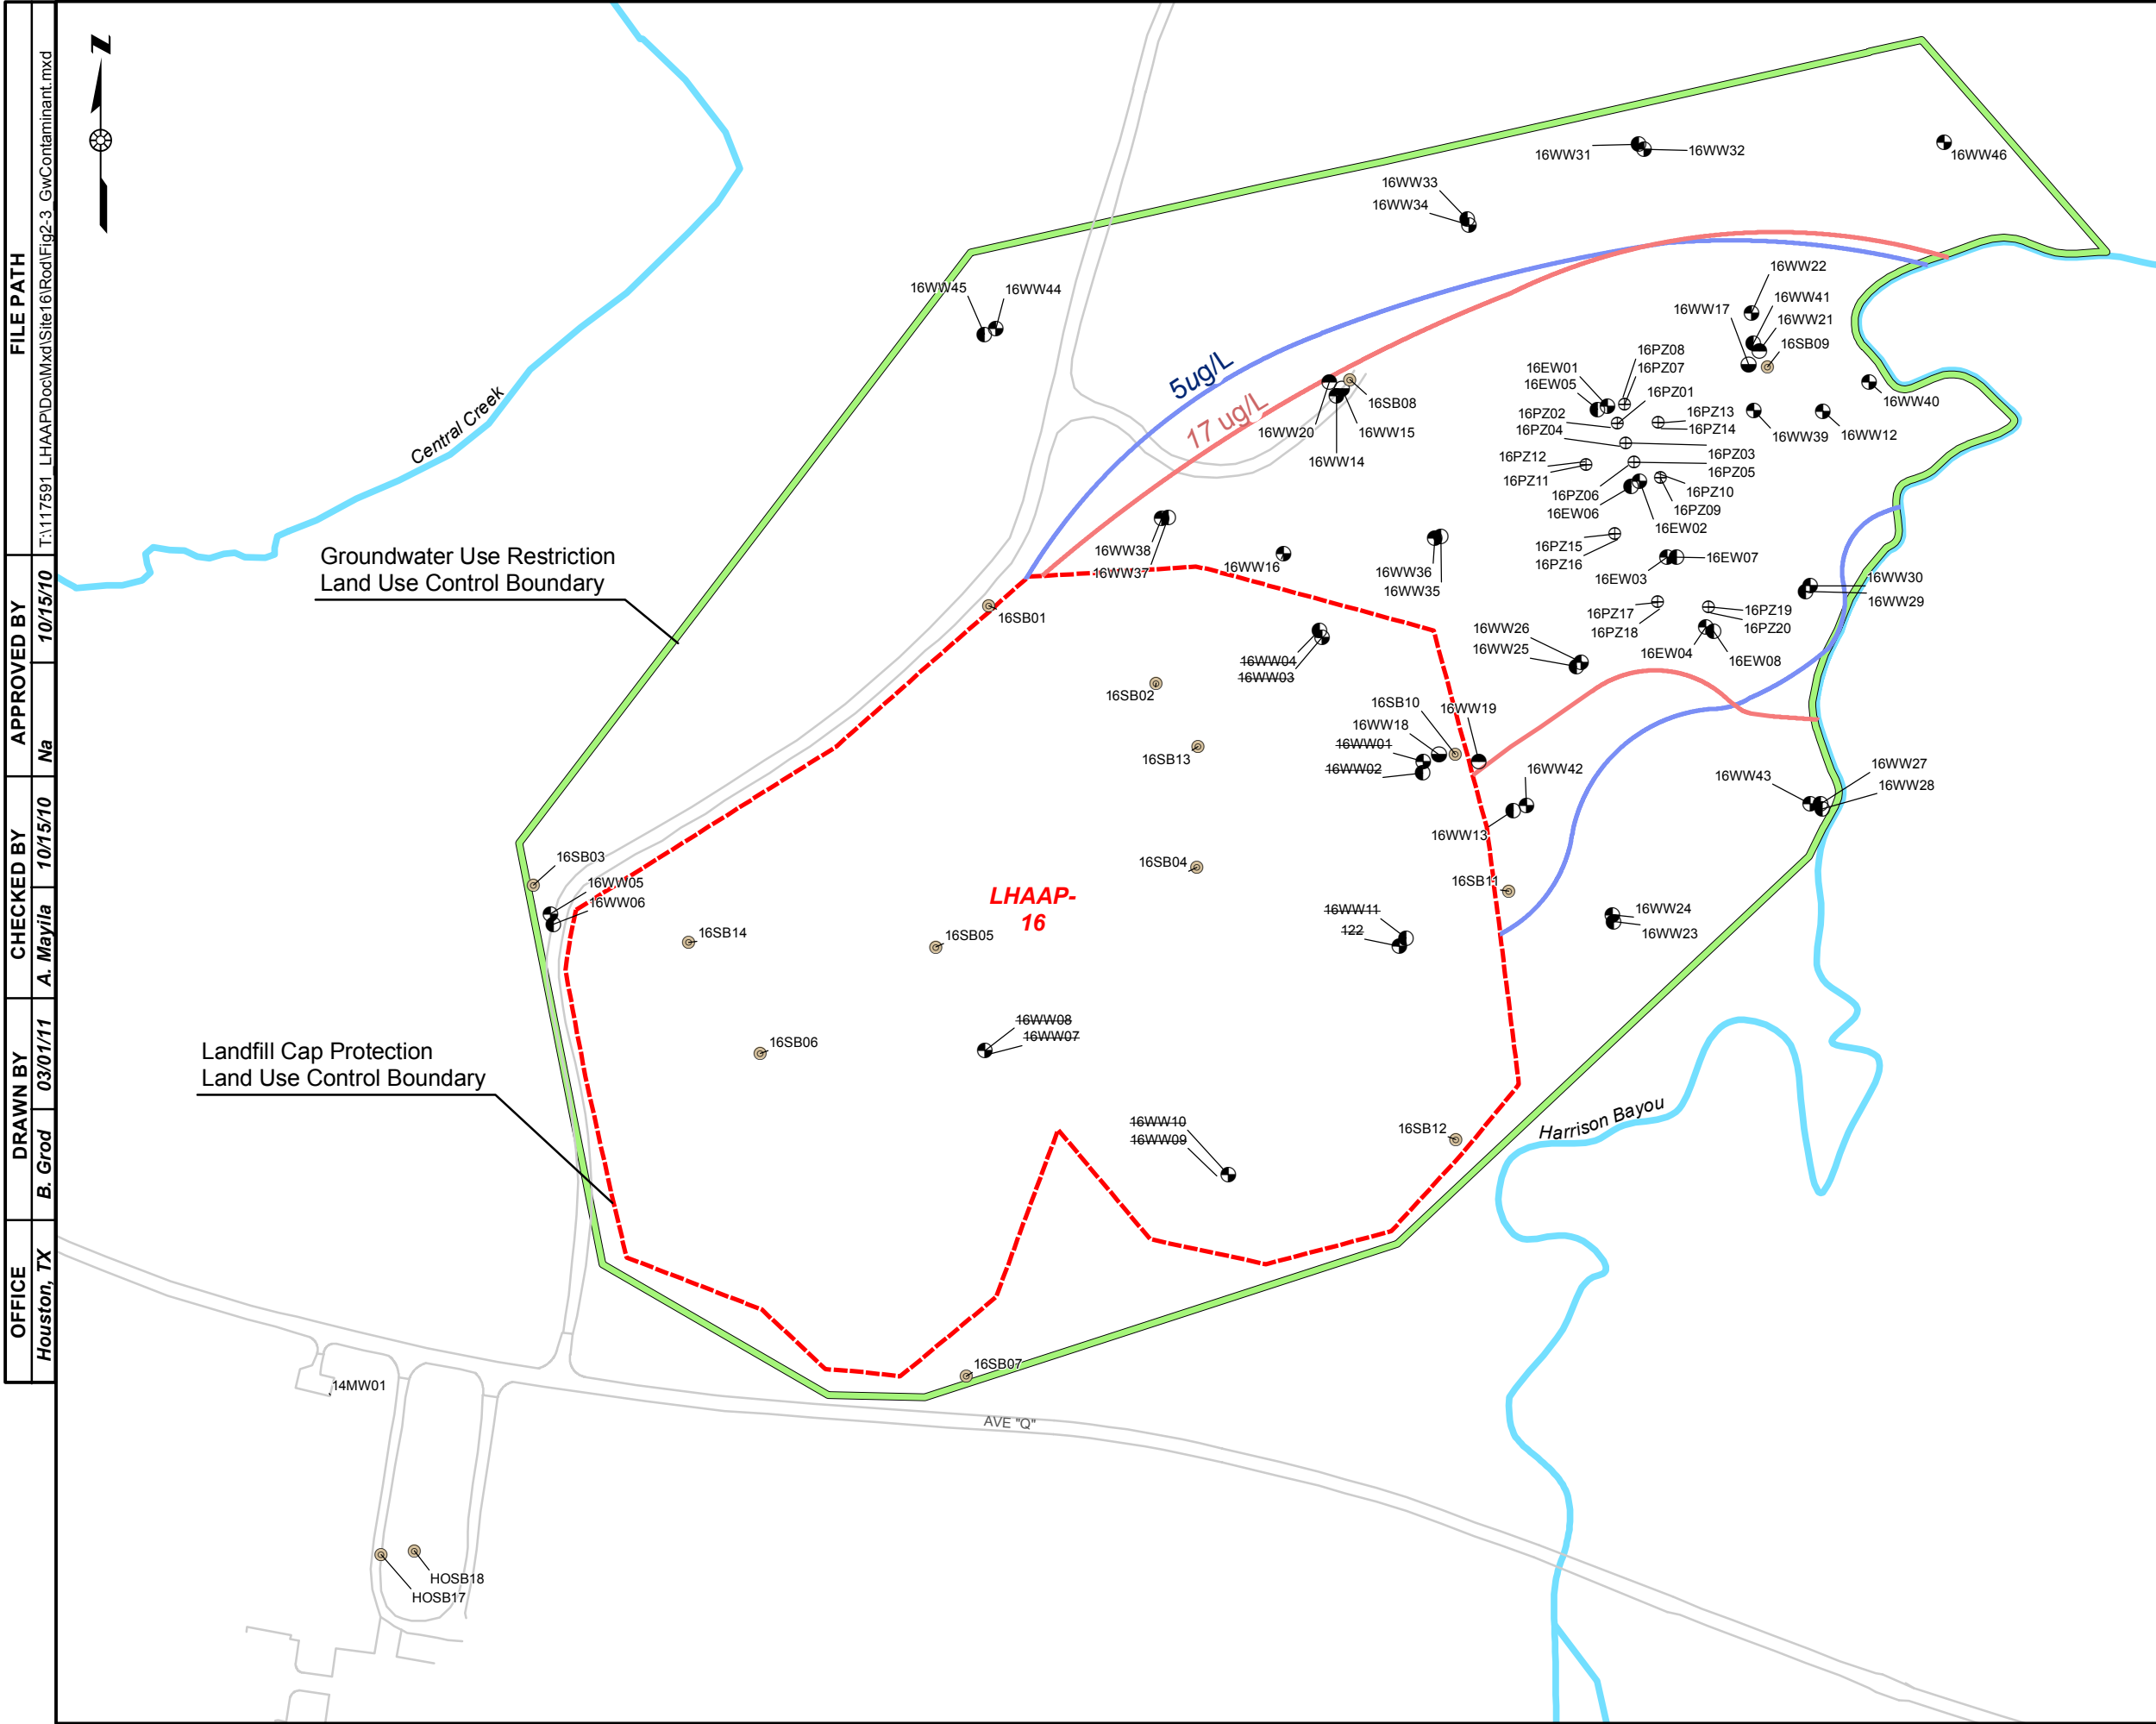 N
FILE PATH
T:\117591_LHAAP\Doc\Mxd\Site16\Rod\Fig2-3_GwContaminant.mxd
APPROVED BY
Na
10/15/10
CHECKED BY
A. Mayila
10/15/10
DRAWN BY
B. Grod
03/01/11
OFFICE
Houston, TX
16WW31
16WW32
16WW46
16WW33
16WW34
16WW45
16WW44
16WW22
16WW41
16WW17
16WW21
16SB09
16PZ08
16PZ07
16EW01
16EW05
16PZ01
16PZ02
16PZ04
16PZ13
16PZ14
16WW40
16WW39
16WW12
5ug/L
17 ug/L
16SB08
16WW20
16WW15
16WW14
Central Creek
16PZ12
16PZ11
16PZ03
16PZ05
16PZ06
16EW06
16PZ10
16PZ09
16EW02
16PZ15
16PZ16
16EW07
16EW03
Groundwater Use Restriction
Land Use Control Boundary
16WW38
16WW37
16WW16
16WW36
16WW35
16WW30
16WW29
16SB01
16PZ17
16PZ18
16PZ19
16PZ20
16WW26
16WW25
16EW04
16EW08
16WW04
16WW03
16SB02
16SB10
16WW19
16WW18
16WW01
16WW02
16SB13
16WW42
16WW13
16WW43
16WW27
16WW28
16SB03
16WW05
16WW06
16SB04
16SB11
LHAAP-
16
16WW11
122
16WW24
16WW23
16SB14
16SB05
16WW08
16WW07
16SB06
Landfill Cap Protection
Land Use Control Boundary
16WW10
16WW09
16SB12
Harrison Bayou
16SB07
14MW01
AVE "Q"
HOSB18
HOSB17